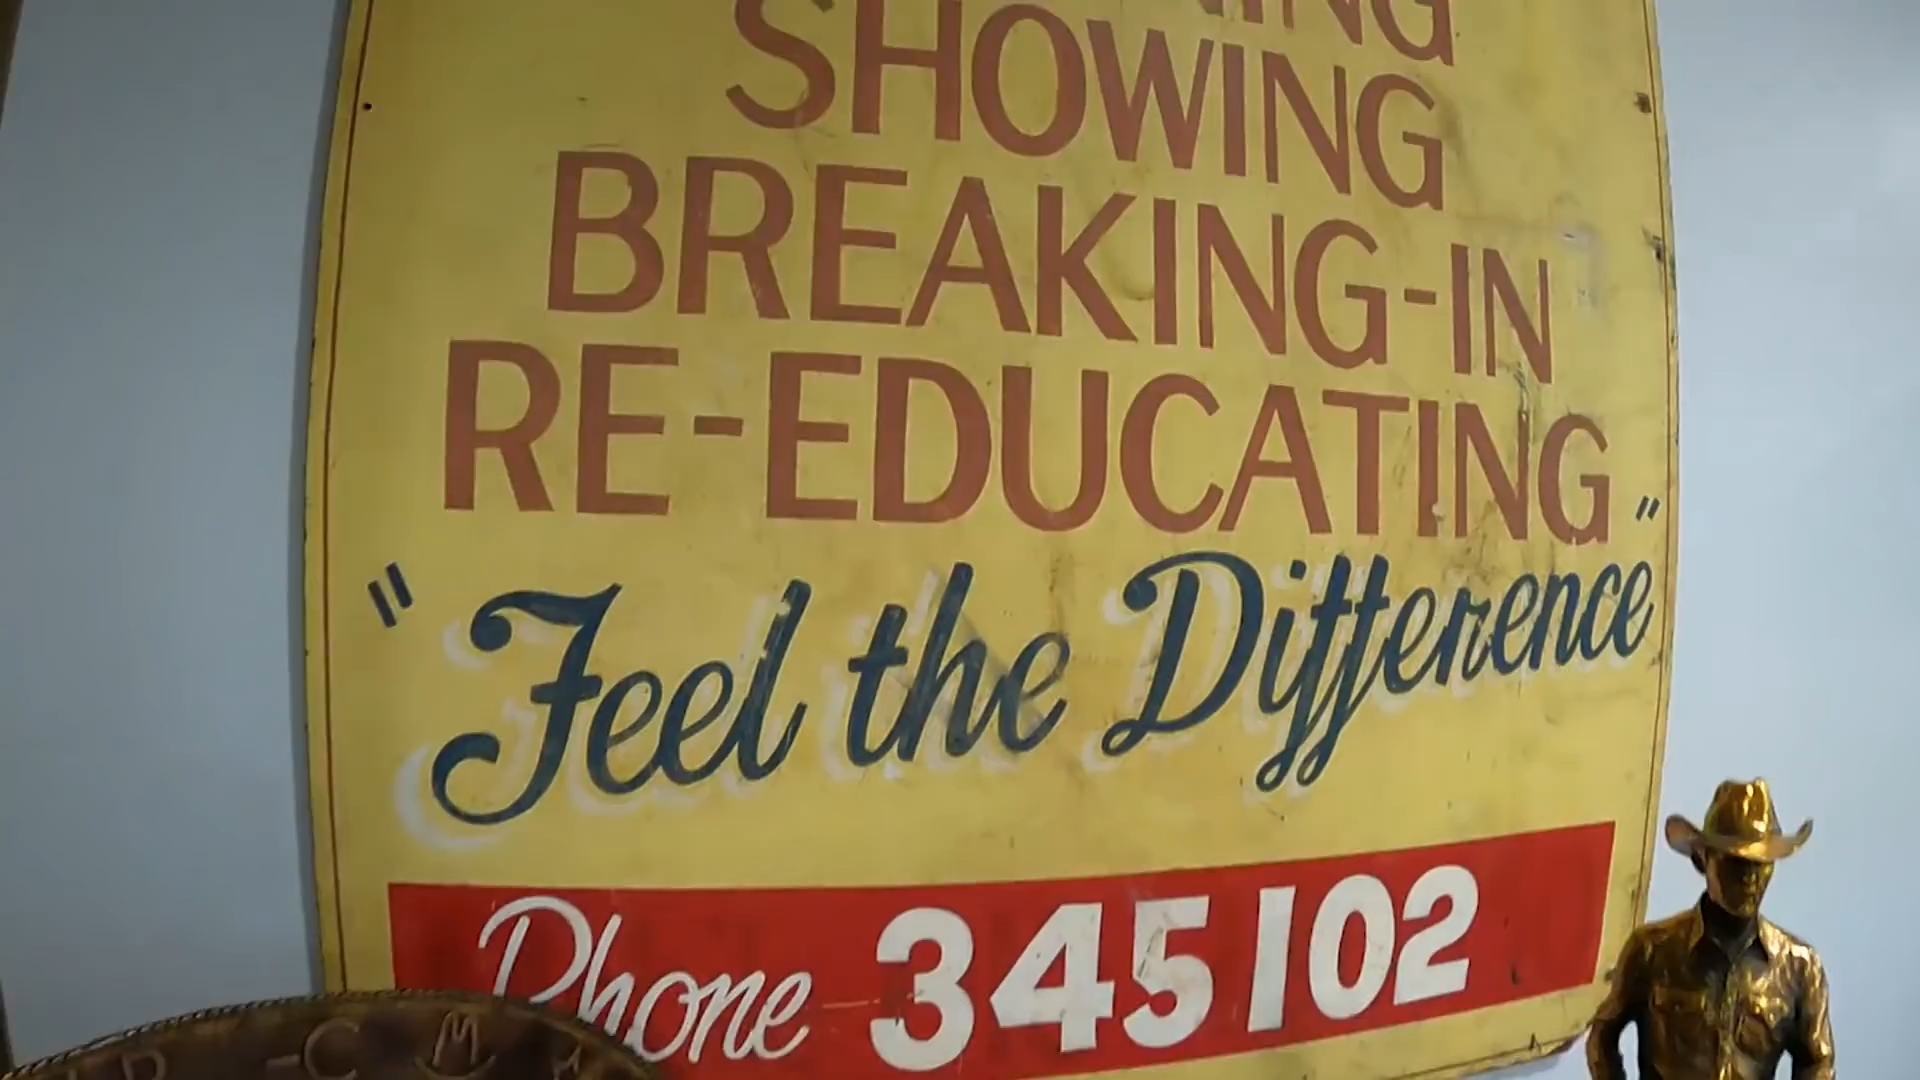 SHOWING
BREAKING-IN
RE-EDUCATING
"Feel the Difference"
Phone 345102